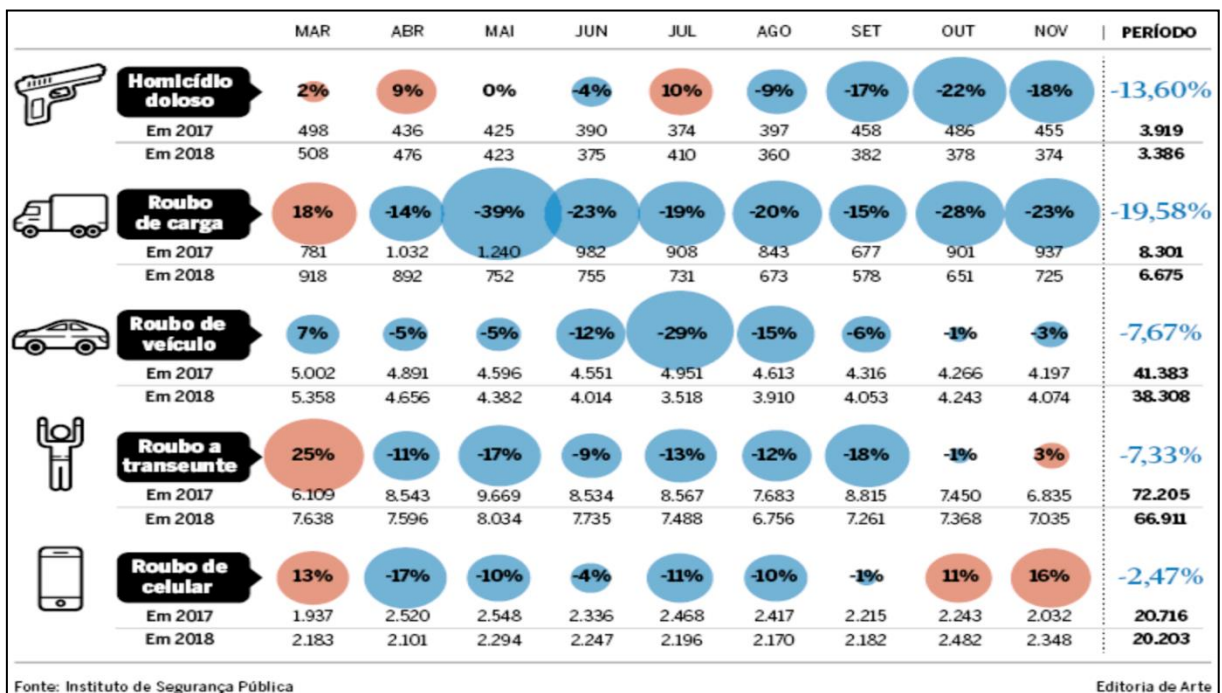 MAR ABR MAI JUN JUL AGO SET OUT NOV PERÍODO
Homicídio doloso 2% 9% 0% -4% 10% -9% -17% -22% -18% -13,60%
Em 2017 498 436 425 390 374 397 458 486 455 3.919
Em 2018 508 476 423 375 410 360 382 378 374 3.386
Roubo de carga 18% -14% -39% -23% -19% -20% -15% -28% -23% -19,58%
Em 2017 781 1.032 1.240 982 908 843 677 901 937 8.301
Em 2018 918 892 752 755 731 673 578 651 725 6.675
Roubo de veículo 7% -5% -5% -12% -29% -15% -6% -1% -3% -7,67%
Em 2017 5.002 4.891 4.596 4.551 4.951 4.613 4.316 4.266 4.197 41.383
Em 2018 5.358 4.656 4.382 4.014 3.518 3.910 4.053 4.243 4.074 38.308
Roubo a transeunte 25% -11% -17% -9% -13% -12% -18% -1% 3% -7,33%
Em 2017 6.109 8.543 9.669 8.534 8.567 7.683 8.815 7.450 6.835 72.205
Em 2018 7.638 7.596 8.034 7.735 7.488 6.756 7.261 7.368 7.035 66.911
Roubo de celular 13% -17% -10% -4% -11% -10% -1% 11% 16% -2,47%
Em 2017 1.937 2.520 2.548 2.336 2.468 2.417 2.215 2.243 2.032 20.716
Em 2018 2.183 2.101 2.294 2.247 2.196 2.170 2.182 2.482 2.348 20.203
Fonte: Instituto de Segurança Pública Editoria de Arte